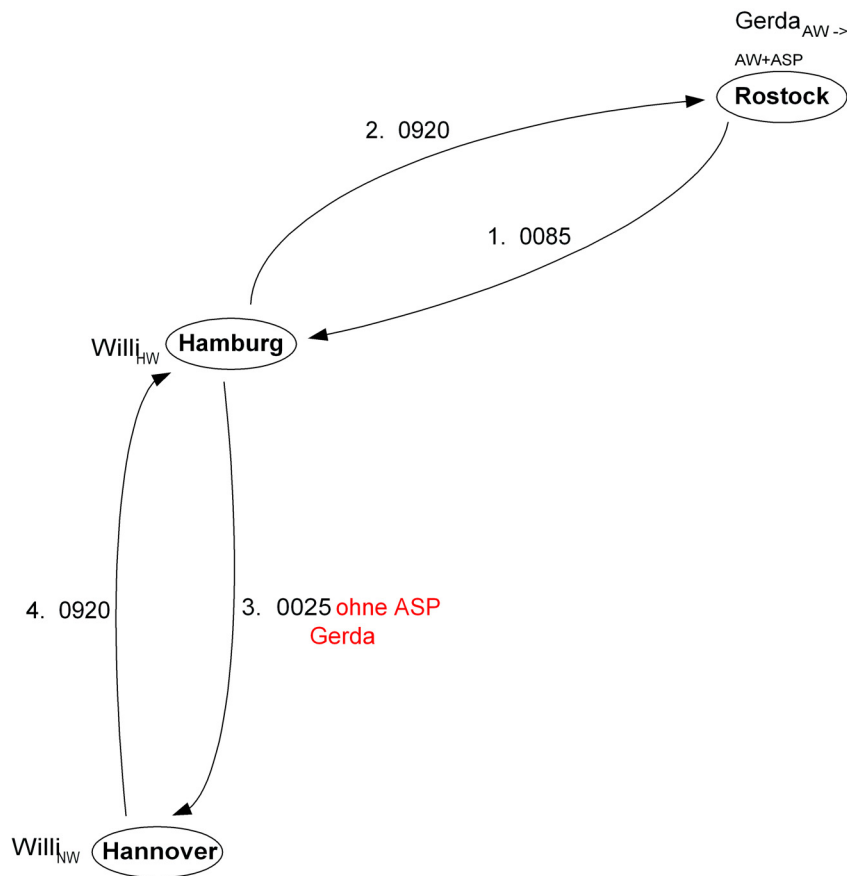 Gerda AW ->
AW+ASP
Rostock
2. 0920
1. 0085
Willi HW
Hamburg
4. 0920
3. 0025 ohne ASP
Gerda
Willi NW
Hannover